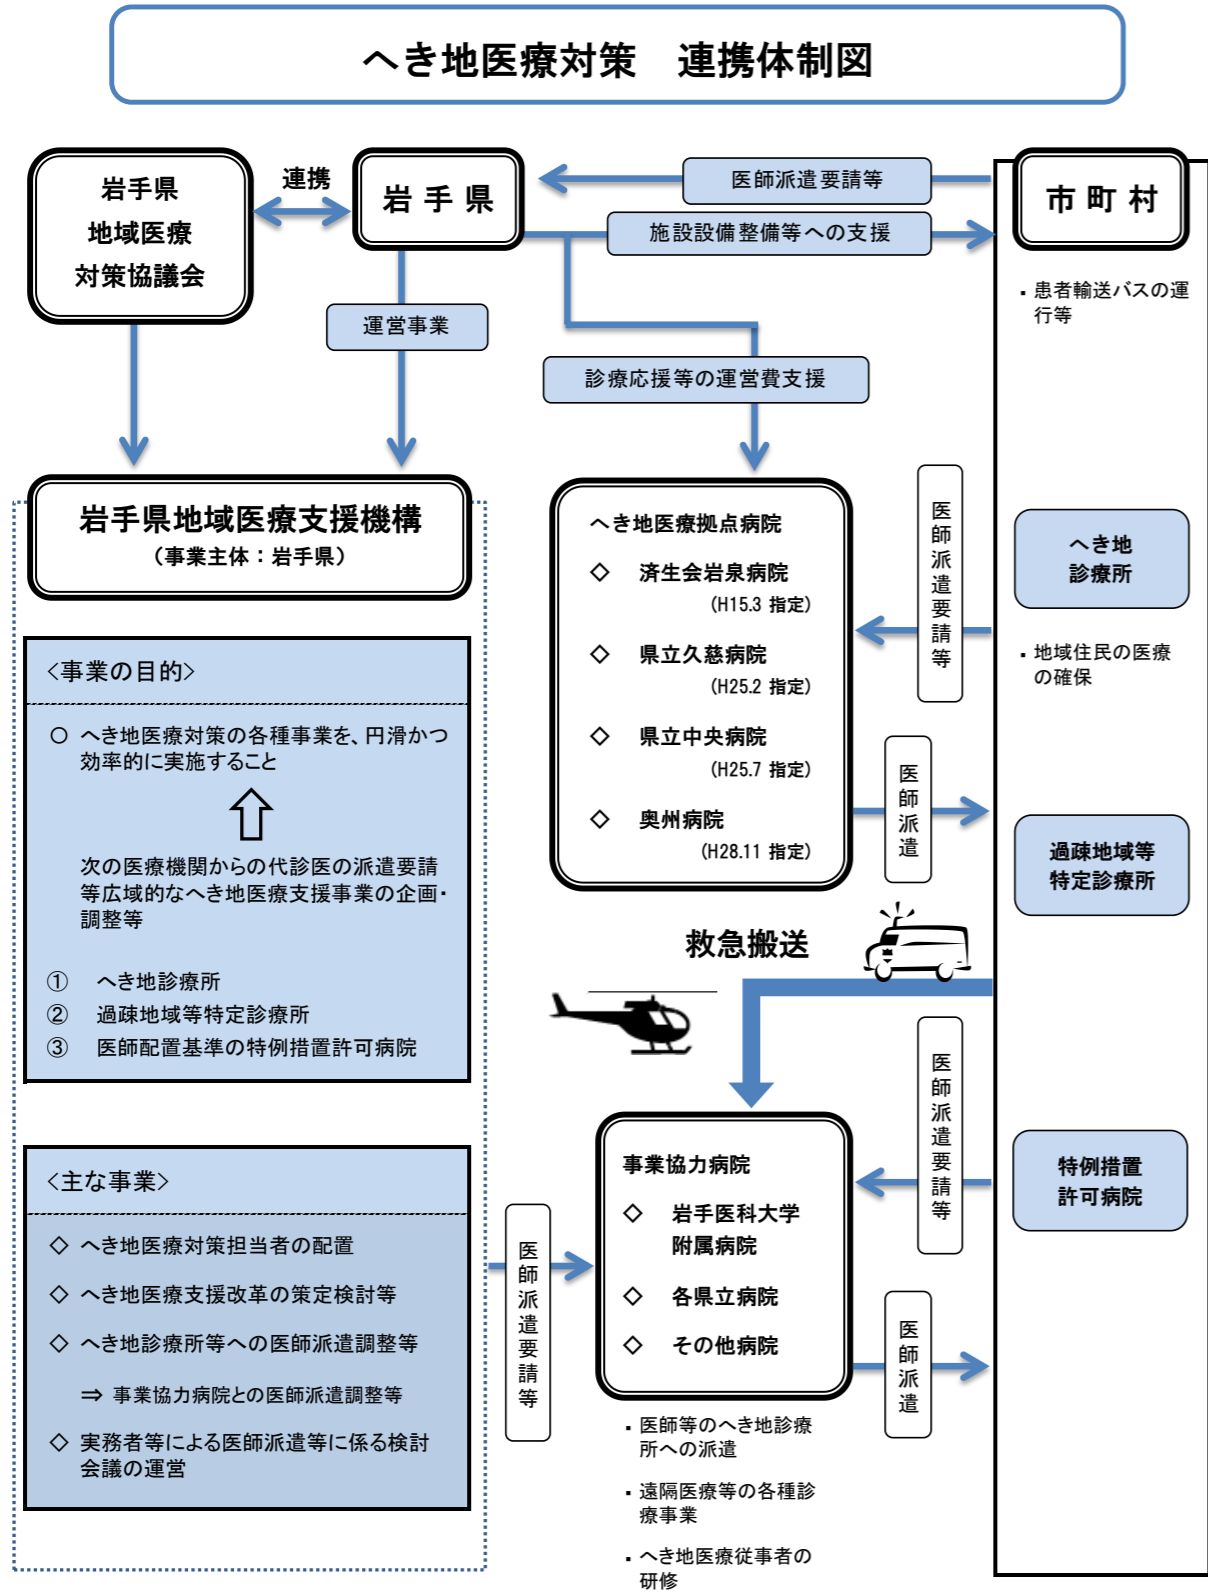 へき地医療対策　連携体制図
岩手県
地域医療
対策協議会
連携
岩 手 県
医師派遣要請等
施設設備整備等への支援
市 町 村
▪ 患者輸送バスの運
行等
運営事業
診療応援等の運営費支援
岩手県地域医療支援機構
（事業主体：岩手県）
<事業の目的>
○ へき地医療対策の各種事業を、円滑かつ
効率的に実施すること
次の医療機関からの代診医の派遣要請
等広域的なへき地医療支援事業の企画・
調整等
① へき地診療所
② 過疎地域等特定診療所
③ 医師配置基準の特例措置許可病院
<主な事業>
◇ へき地医療対策担当者の配置
◇ へき地医療支援改革の策定検討等
◇ へき地診療所等への医師派遣調整等
⇒ 事業協力病院との医師派遣調整等
◇ 実務者等による医師派遣等に係る検討
会議の運営
医師派遣要請等
へき地医療拠点病院
◇ 済生会岩泉病院
(H15.3 指定)
◇ 県立久慈病院
(H25.2 指定)
◇ 県立中央病院
(H25.7 指定)
◇ 奥州病院
(H28.11 指定)
医師派遣要請等
医師派遣
へき地
診療所
▪ 地域住民の医療
の確保
過疎地域等
特定診療所
救急搬送
事業協力病院
◇ 岩手医科大学
附属病院
◇ 各県立病院
◇ その他病院
医師派遣要請等
医師派遣
特例措置
許可病院
▪ 医師等のへき地診療
所への派遣
▪ 遠隔医療等の各種診
療事業
▪ へき地医療従事者の
研修